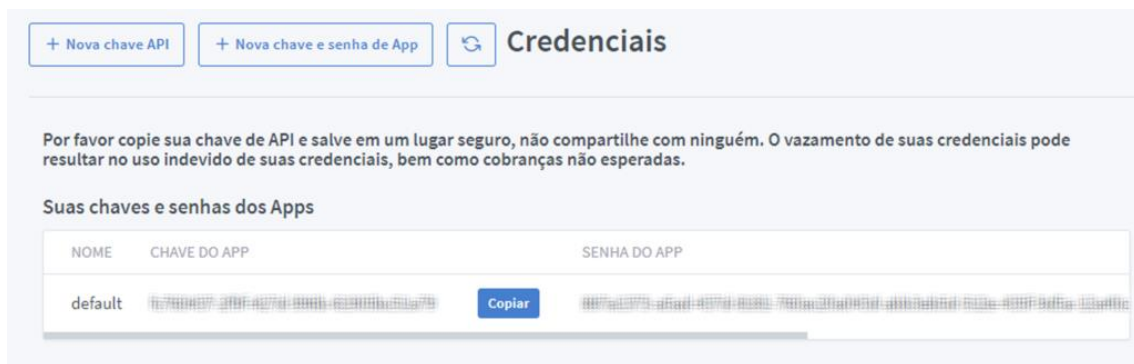 + Nova chave API
+ Nova chave e senha de App
Credenciais
Por favor copie sua chave de API e salve em um lugar seguro, não compartilhe com ninguém. O vazamento de suas credenciais pode
resultar no uso indevido de suas credenciais, bem como cobranças não esperadas.
Suas chaves e senhas dos Apps
NOME CHAVE DO APP SENHA DO APP
default Copiar